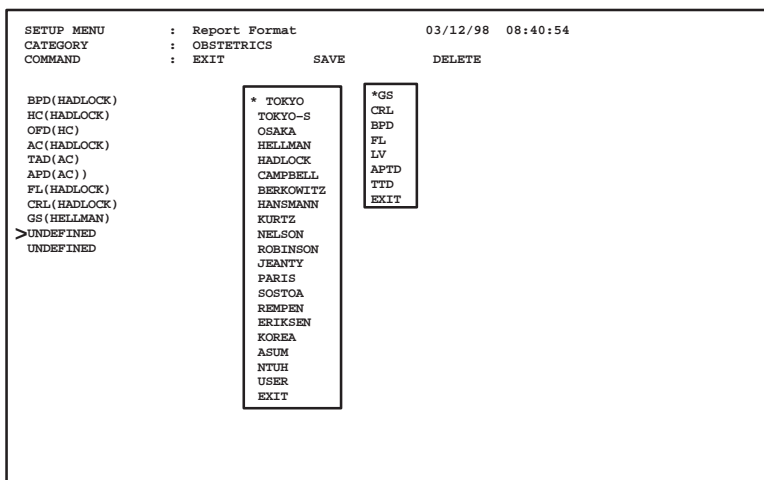 SETUP MENU : Report Format 03/12/98 08:40:54
CATEGORY : OBSTETRICS
COMMAND : EXIT SAVE DELETE
BPD(HADLOCK)
HC(HADLOCK)
OFD(HC)
AC(HADLOCK)
TAD(AC)
APD(AC))
FL(HADLOCK)
CRL(HADLOCK)
GS(HELLMAN)
>UNDEFINED
UNDEFINED
* TOKYO
TOKYO-S
OSAKA
HELLMAN
HADLOCK
CAMPBELL
BERKOWITZ
HANSMANN
KURTZ
NELSON
ROBINSON
JEANTY
PARIS
SOSTOA
REMPEN
ERIKSEN
KOREA
ASUM
NTUH
USER
EXIT
*GS
CRL
BPD
FL
LV
APTD
TTD
EXIT